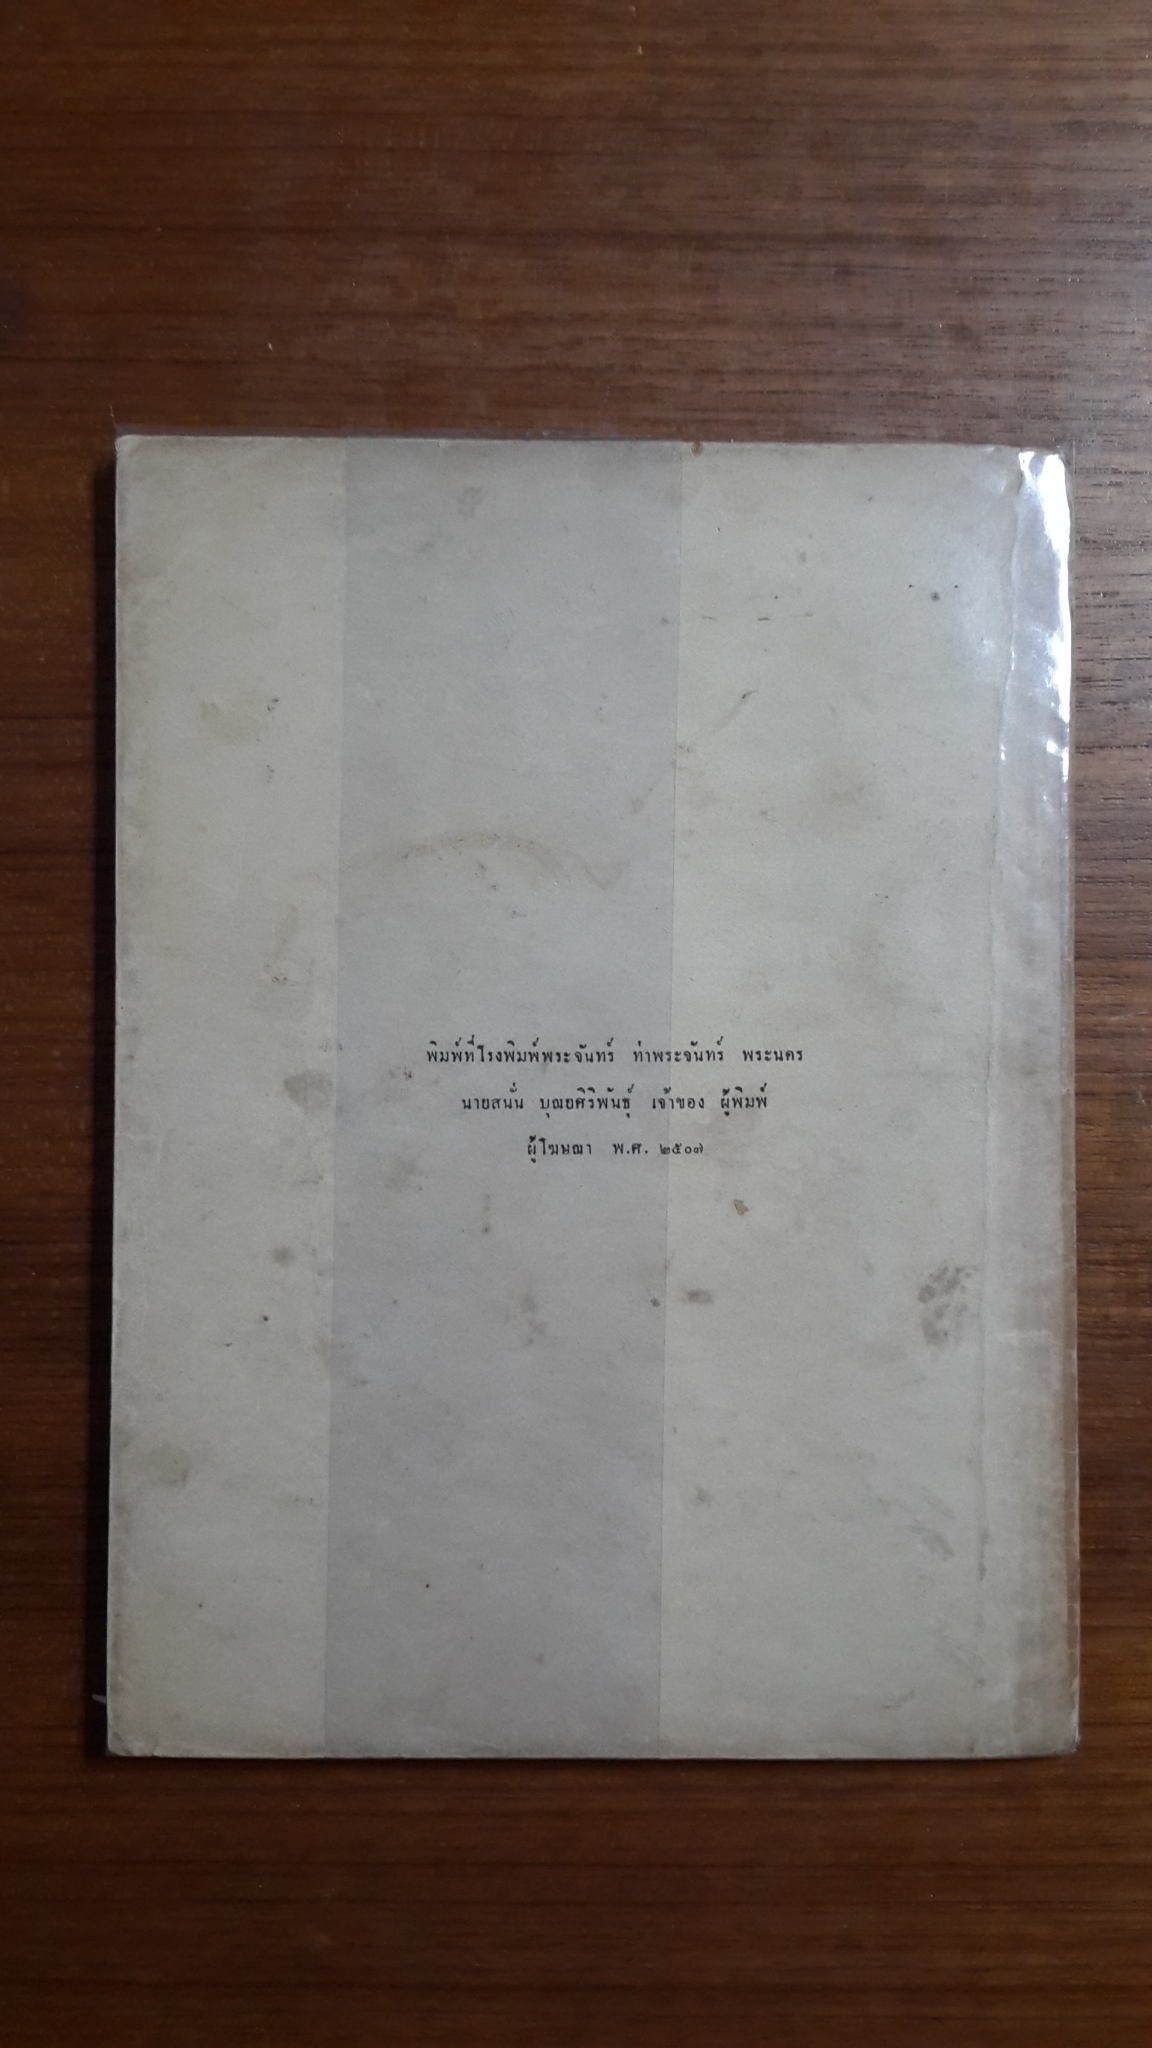 พิมพ์ที่โรงพิมพ์พระจันทร์ ท่าพระจันทร์ พระนคร
นายสนั่น บุณยศิริพันธุ์ เจ้าของ ผู้พิมพ์
ผู้โฆษณา พ.ศ. ๒๕๐๗